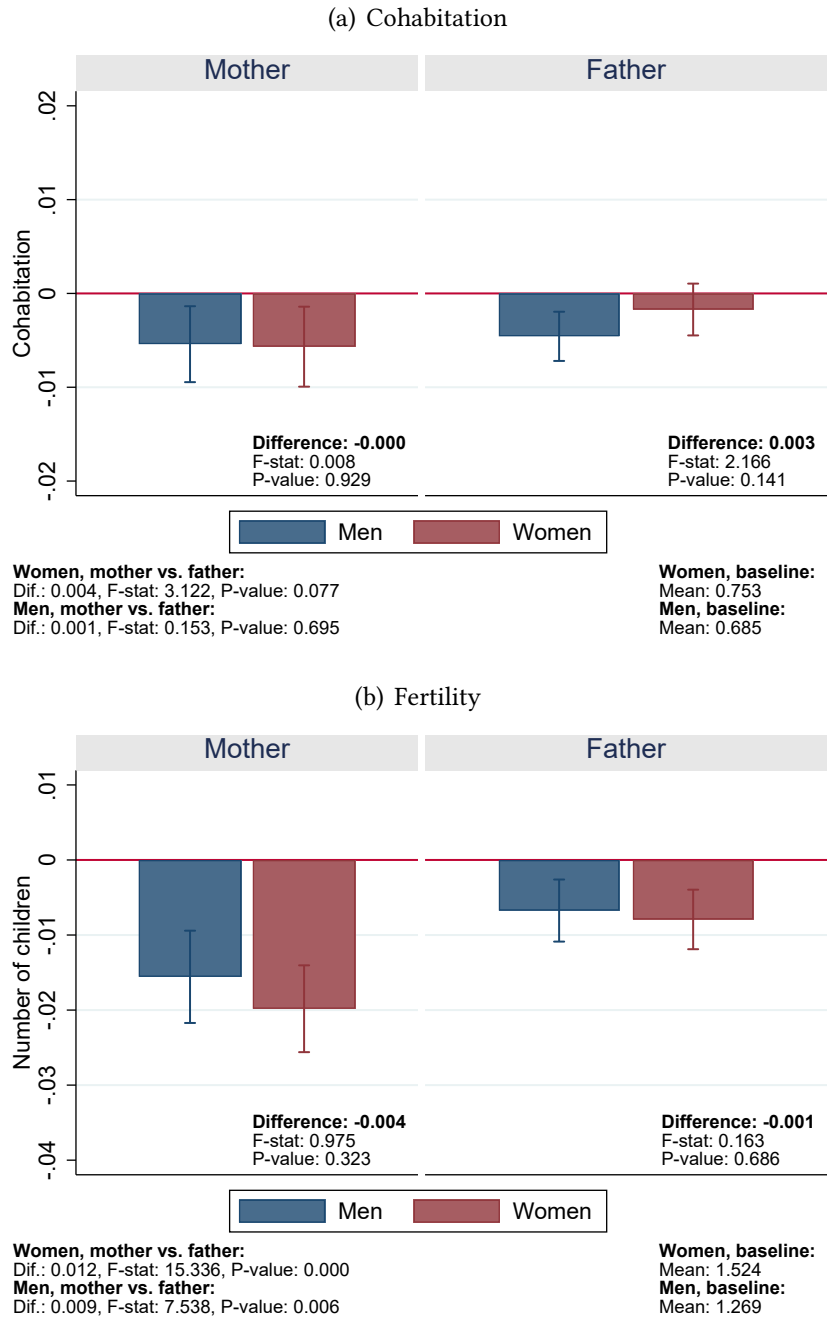 (a) Cohabitation
Mother Father
Cohabitation
.02
.01
0
-.01
-.02
Difference: -0.000
F-stat: 0.008
P-value: 0.929
Difference: 0.003
F-stat: 2.166
P-value: 0.141
Men Women
Women, mother vs. father:
Dif.: 0.004, F-stat: 3.122, P-value: 0.077
Men, mother vs. father:
Dif.: 0.001, F-stat: 0.153, P-value: 0.695
Women, baseline:
Mean: 0.753
Men, baseline:
Mean: 0.685
(b) Fertility
Mother Father
Number of children
.01
0
-.01
-.02
-.03
-.04
Difference: -0.004
F-stat: 0.975
P-value: 0.323
Difference: -0.001
F-stat: 0.163
P-value: 0.686
Men Women
Women, mother vs. father:
Dif.: 0.012, F-stat: 15.336, P-value: 0.000
Men, mother vs. father:
Dif.: 0.009, F-stat: 7.538, P-value: 0.006
Women, baseline:
Mean: 1.524
Men, baseline:
Mean: 1.269